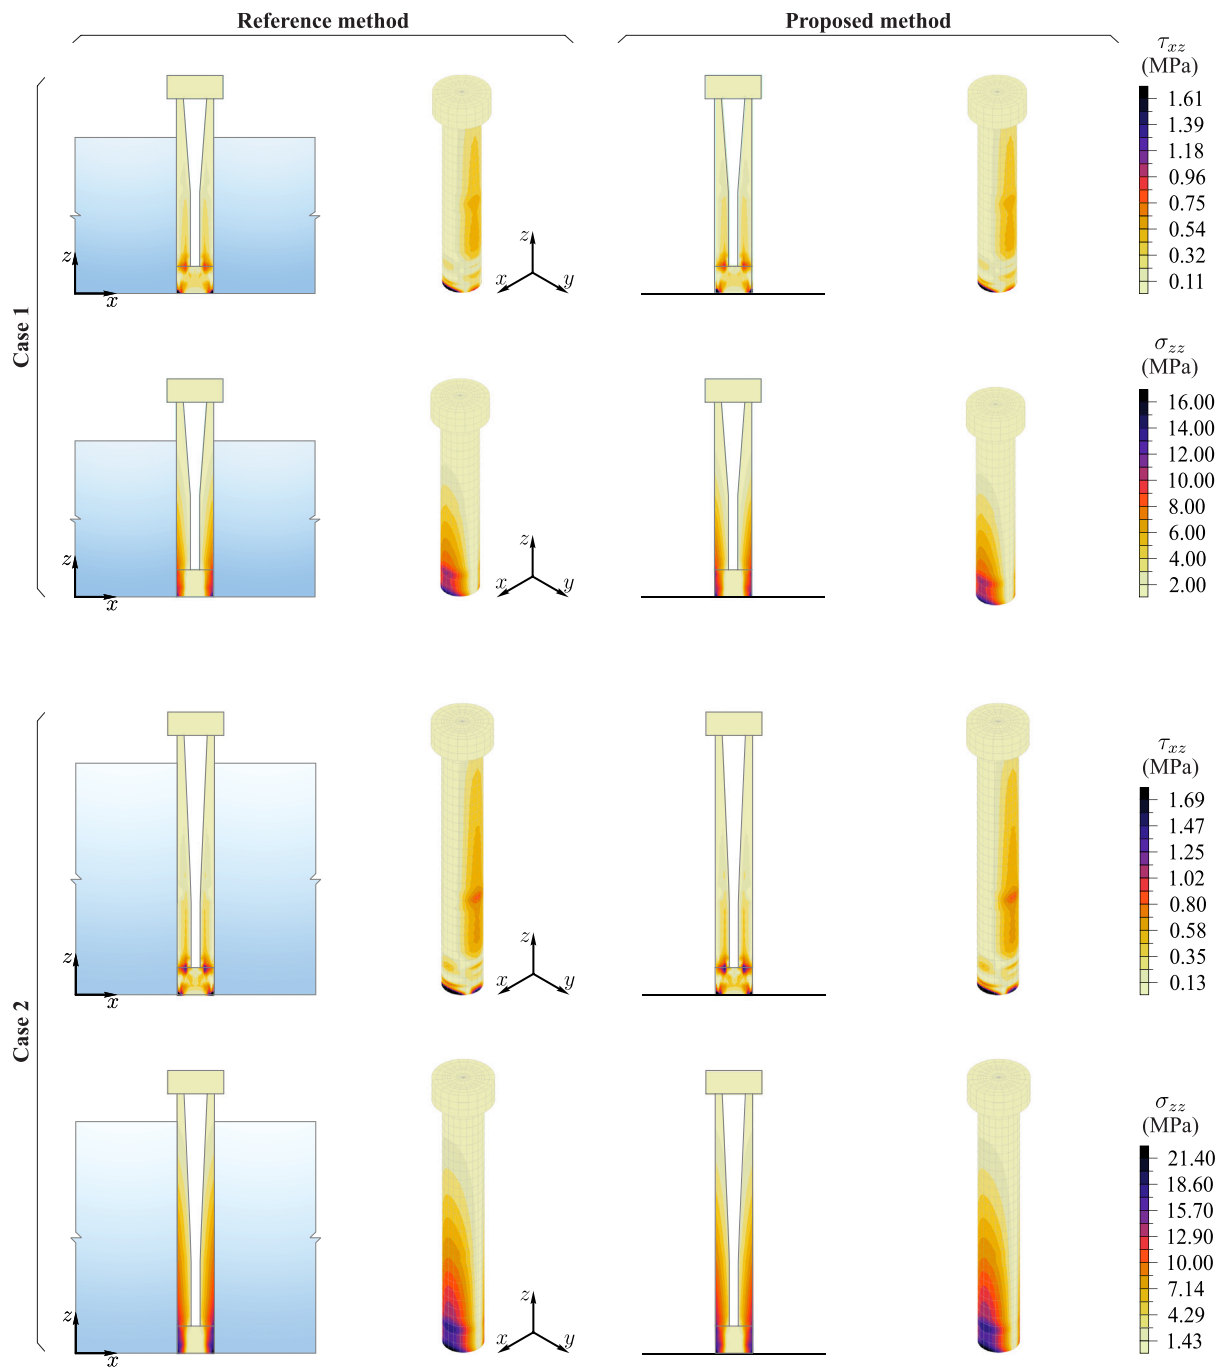 Reference method
Proposed method
Case 1
τxz
(MPa)
1.61
1.39
1.18
0.96
0.75
0.54
0.32
0.11
z
x
z
x
y
σzz
(MPa)
16.00
14.00
12.00
10.00
8.00
6.00
4.00
2.00
z
x
z
x
y
Case 2
τxz
(MPa)
1.69
1.47
1.25
1.02
0.80
0.58
0.35
0.13
z
x
z
x
y
σzz
(MPa)
21.40
18.60
15.70
12.90
10.00
7.14
4.29
1.43
z
x
z
x
y